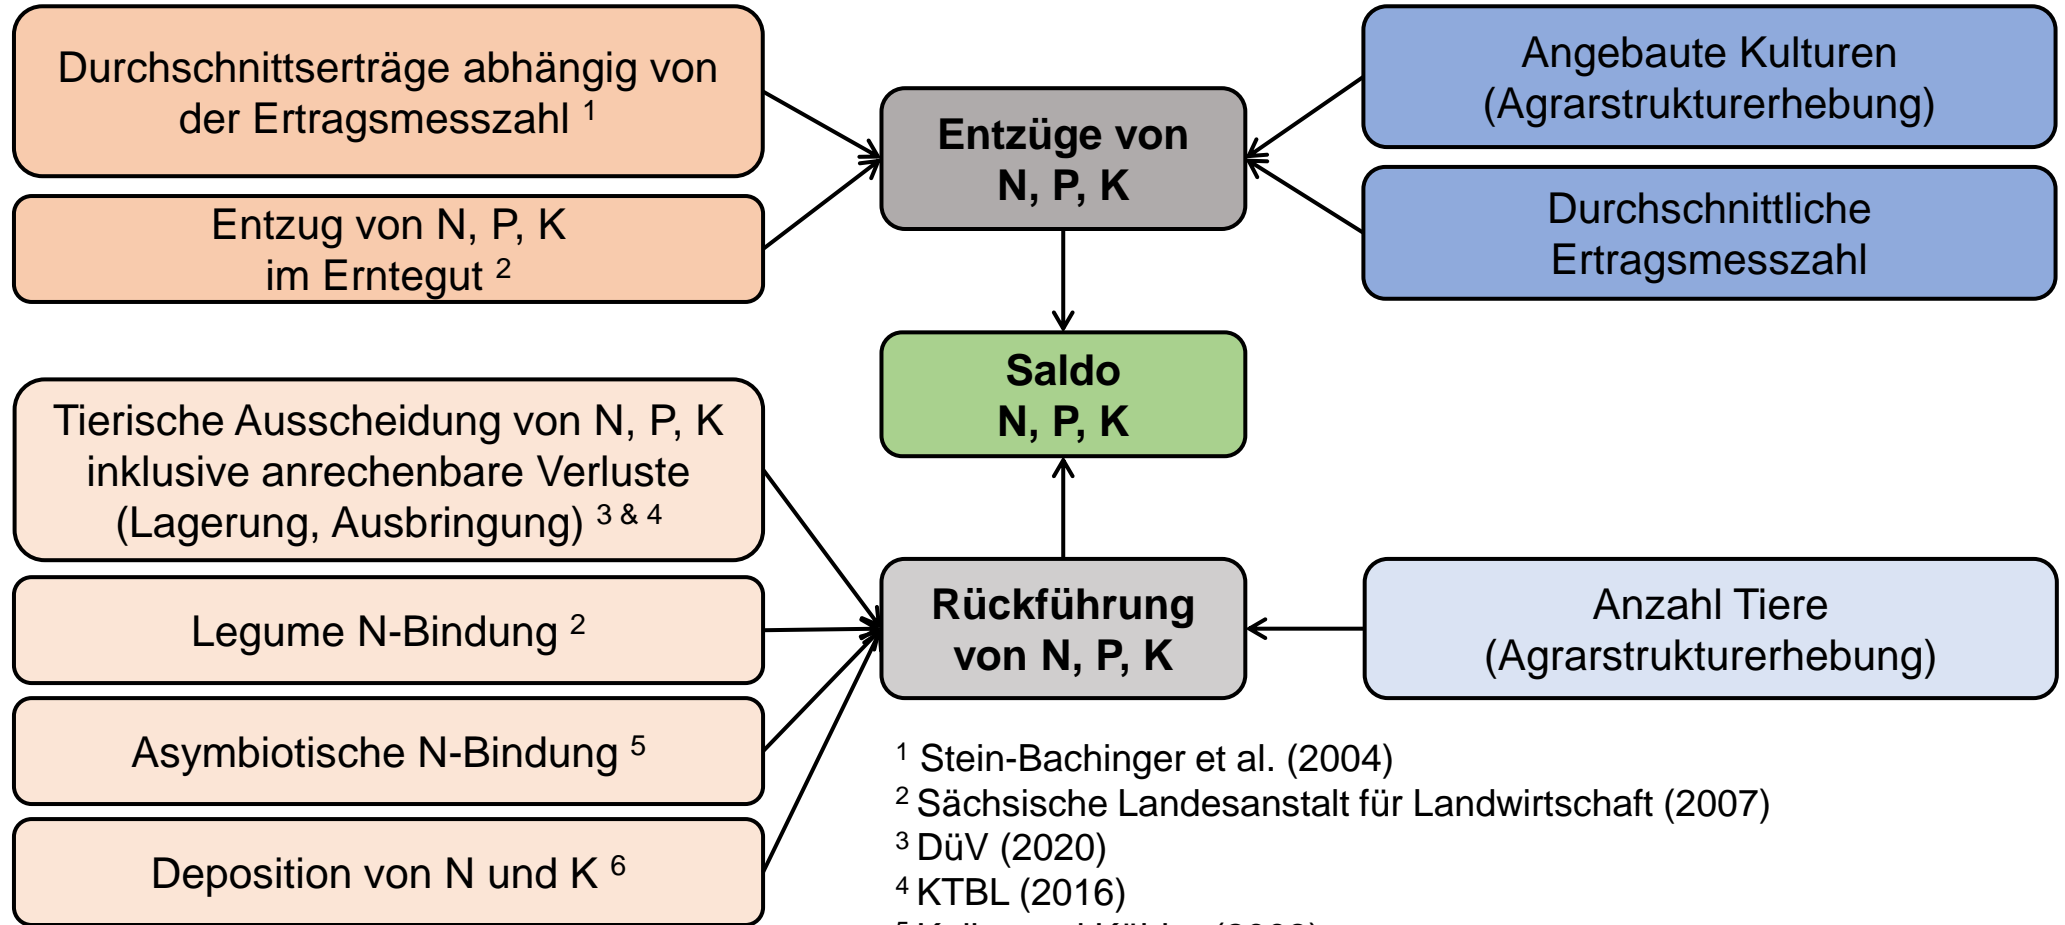 Durchschnittserträge abhängig von
der Ertragsmesszahl ¹
Entzug von N, P, K
im Erntegut ²
Tierische Ausscheidung von N, P, K
inklusive anrechenbare Verluste
(Lagerung, Ausbringung) ³ & ⁴
Legume N-Bindung ²
Asymbiotische N-Bindung ⁵
Deposition von N und K ⁶
Entzüge von
N, P, K
Saldo
N, P, K
Rückführung
von N, P, K
Angebaute Kulturen
(Agrarstrukturerhebung)
Durchschnittliche
Ertragsmesszahl
Anzahl Tiere
(Agrarstrukturerhebung)
¹ Stein-Bachinger et al. (2004)
² Sächsische Landesanstalt für Landwirtschaft (2007)
³ DüV (2020)
⁴ KTBL (2016)